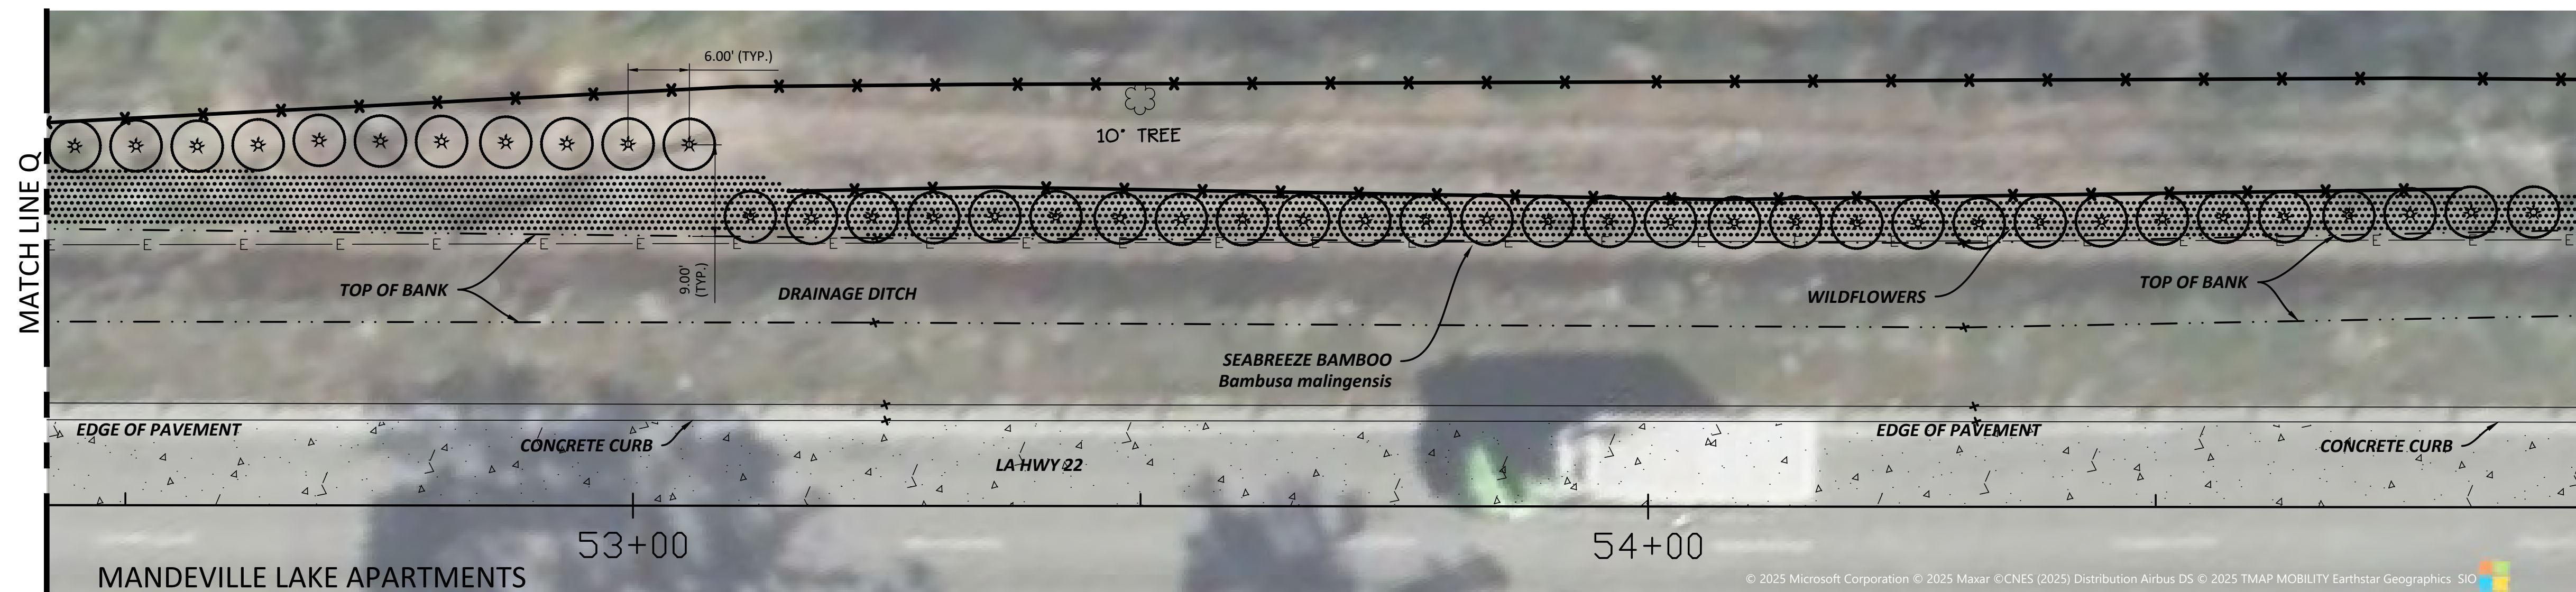 6.00' (TYP.)
10" TREE
MATCH LINE Q
E E E E E E E E E E E E E E E E E E E E E E E E E E E
TOP OF BANK
9.00'
(TYP.)
DRAINAGE DITCH
WILDFLOWERS
TOP OF BANK
SEABREEZE BAMBOO
Bambusa malingensis
EDGE OF PAVEMENT
CONCRETE CURB
LA HWY 22
EDGE OF PAVEMENT
CONCRETE CURB
53+00
54+00
MANDEVILLE LAKE APARTMENTS
© 2025 Microsoft Corporation © 2025 Maxar ©CNES (2025) Distribution Airbus DS © 2025 TMAP MOBILITY Earthstar Geographics SIO